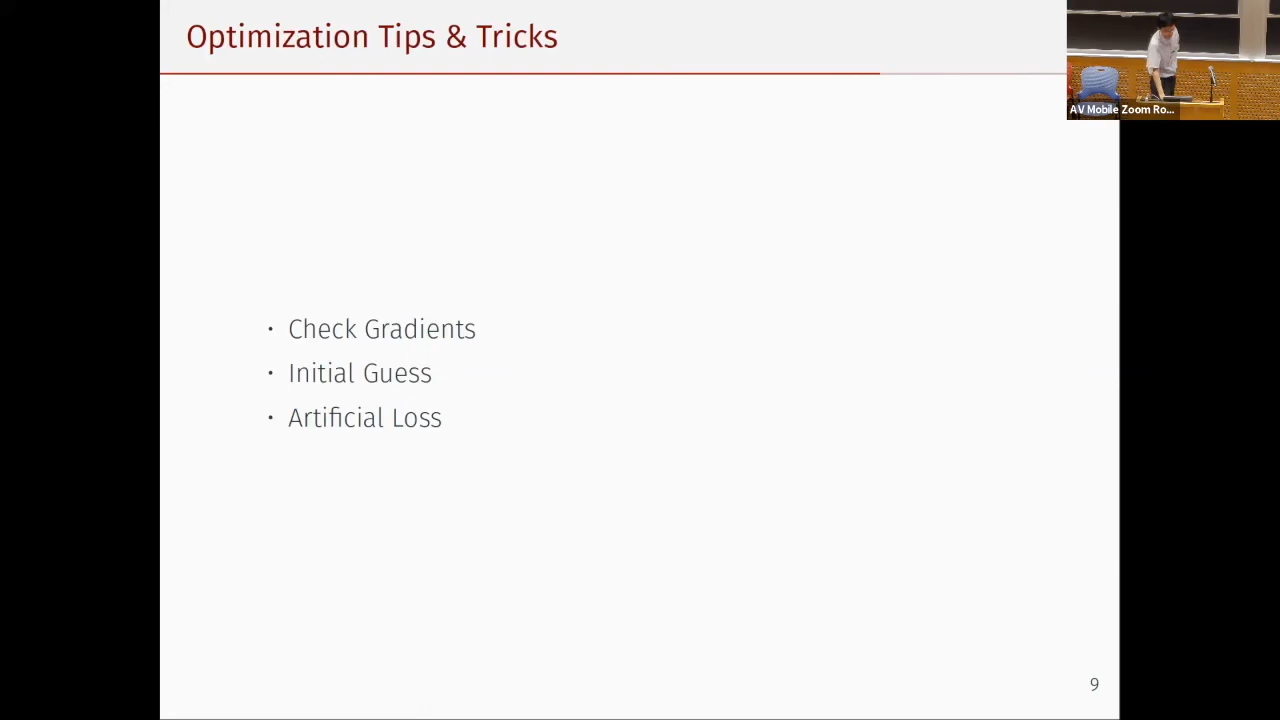 Optimization Tips & Tricks
AV Mobile Zoom Ro...
· Check Gradients
· Initial Guess
· Artificial Loss
9